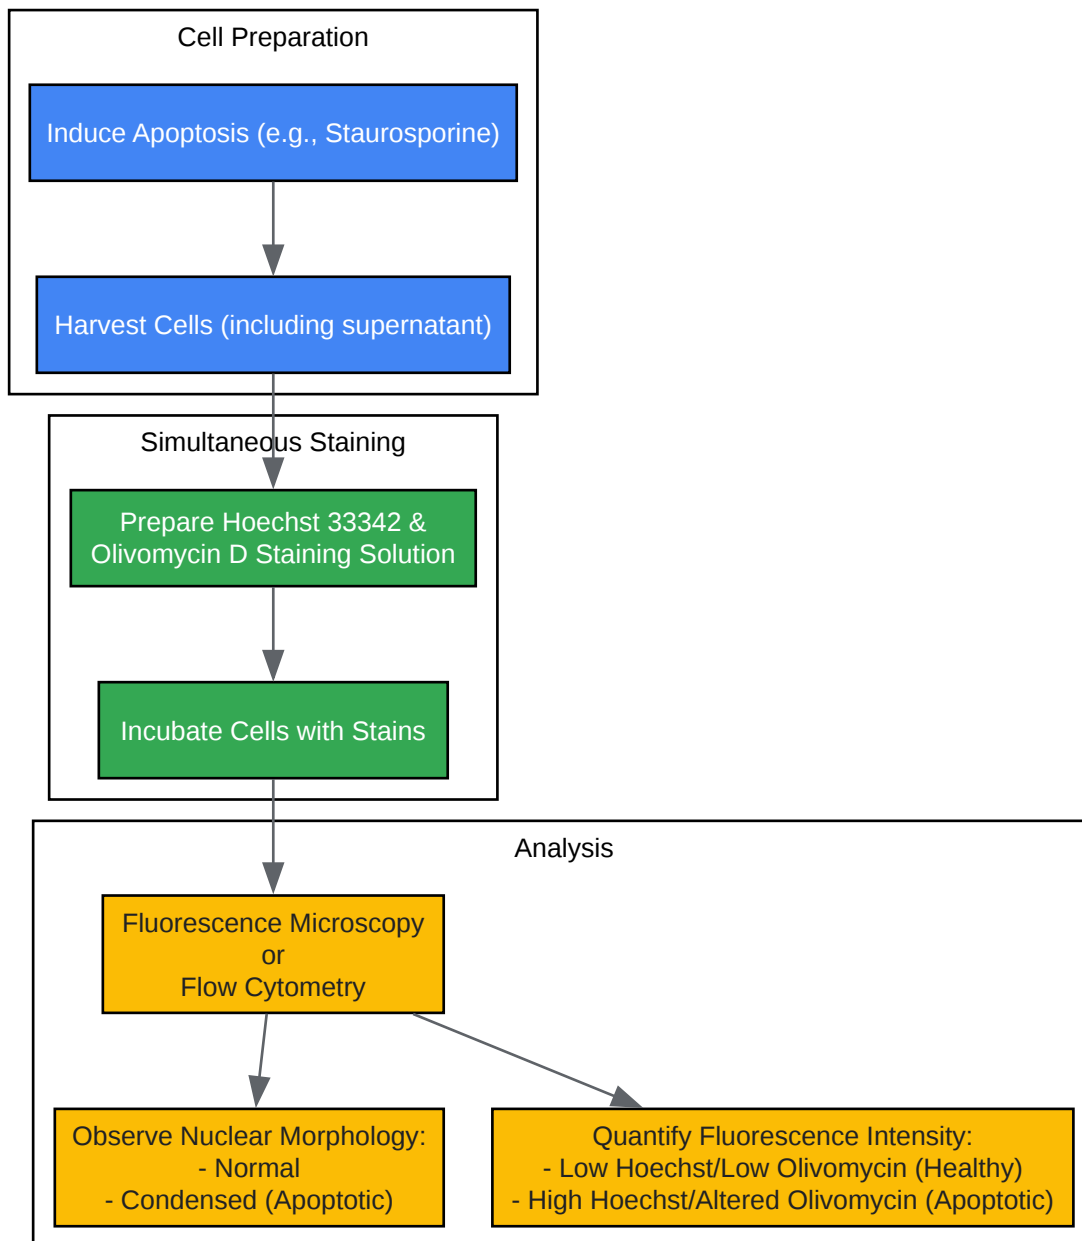 Cell Preparation
Induce Apoptosis (e.g., Staurosporine)
Harvest Cells (including supernatant)
Simultaneous Staining
Prepare Hoechst 33342 &
Olivomycin D Staining Solution
Incubate Cells with Stains
Analysis
Fluorescence Microscopy
or
Flow Cytometry
Observe Nuclear Morphology:
- Normal
- Condensed (Apoptotic)
Quantify Fluorescence Intensity:
- Low Hoechst/Low Olivomycin (Healthy)
- High Hoechst/Altered Olivomycin (Apoptotic)